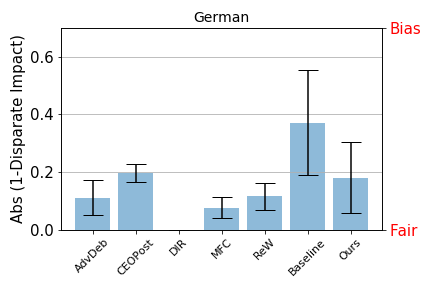 German
Abs (1-Disparate Impact)
0.6
0.4
0.2
0.0
Bias
Fair
AdvDeb
CEOPost
DIR
MFC
ReW
Baseline
Ours